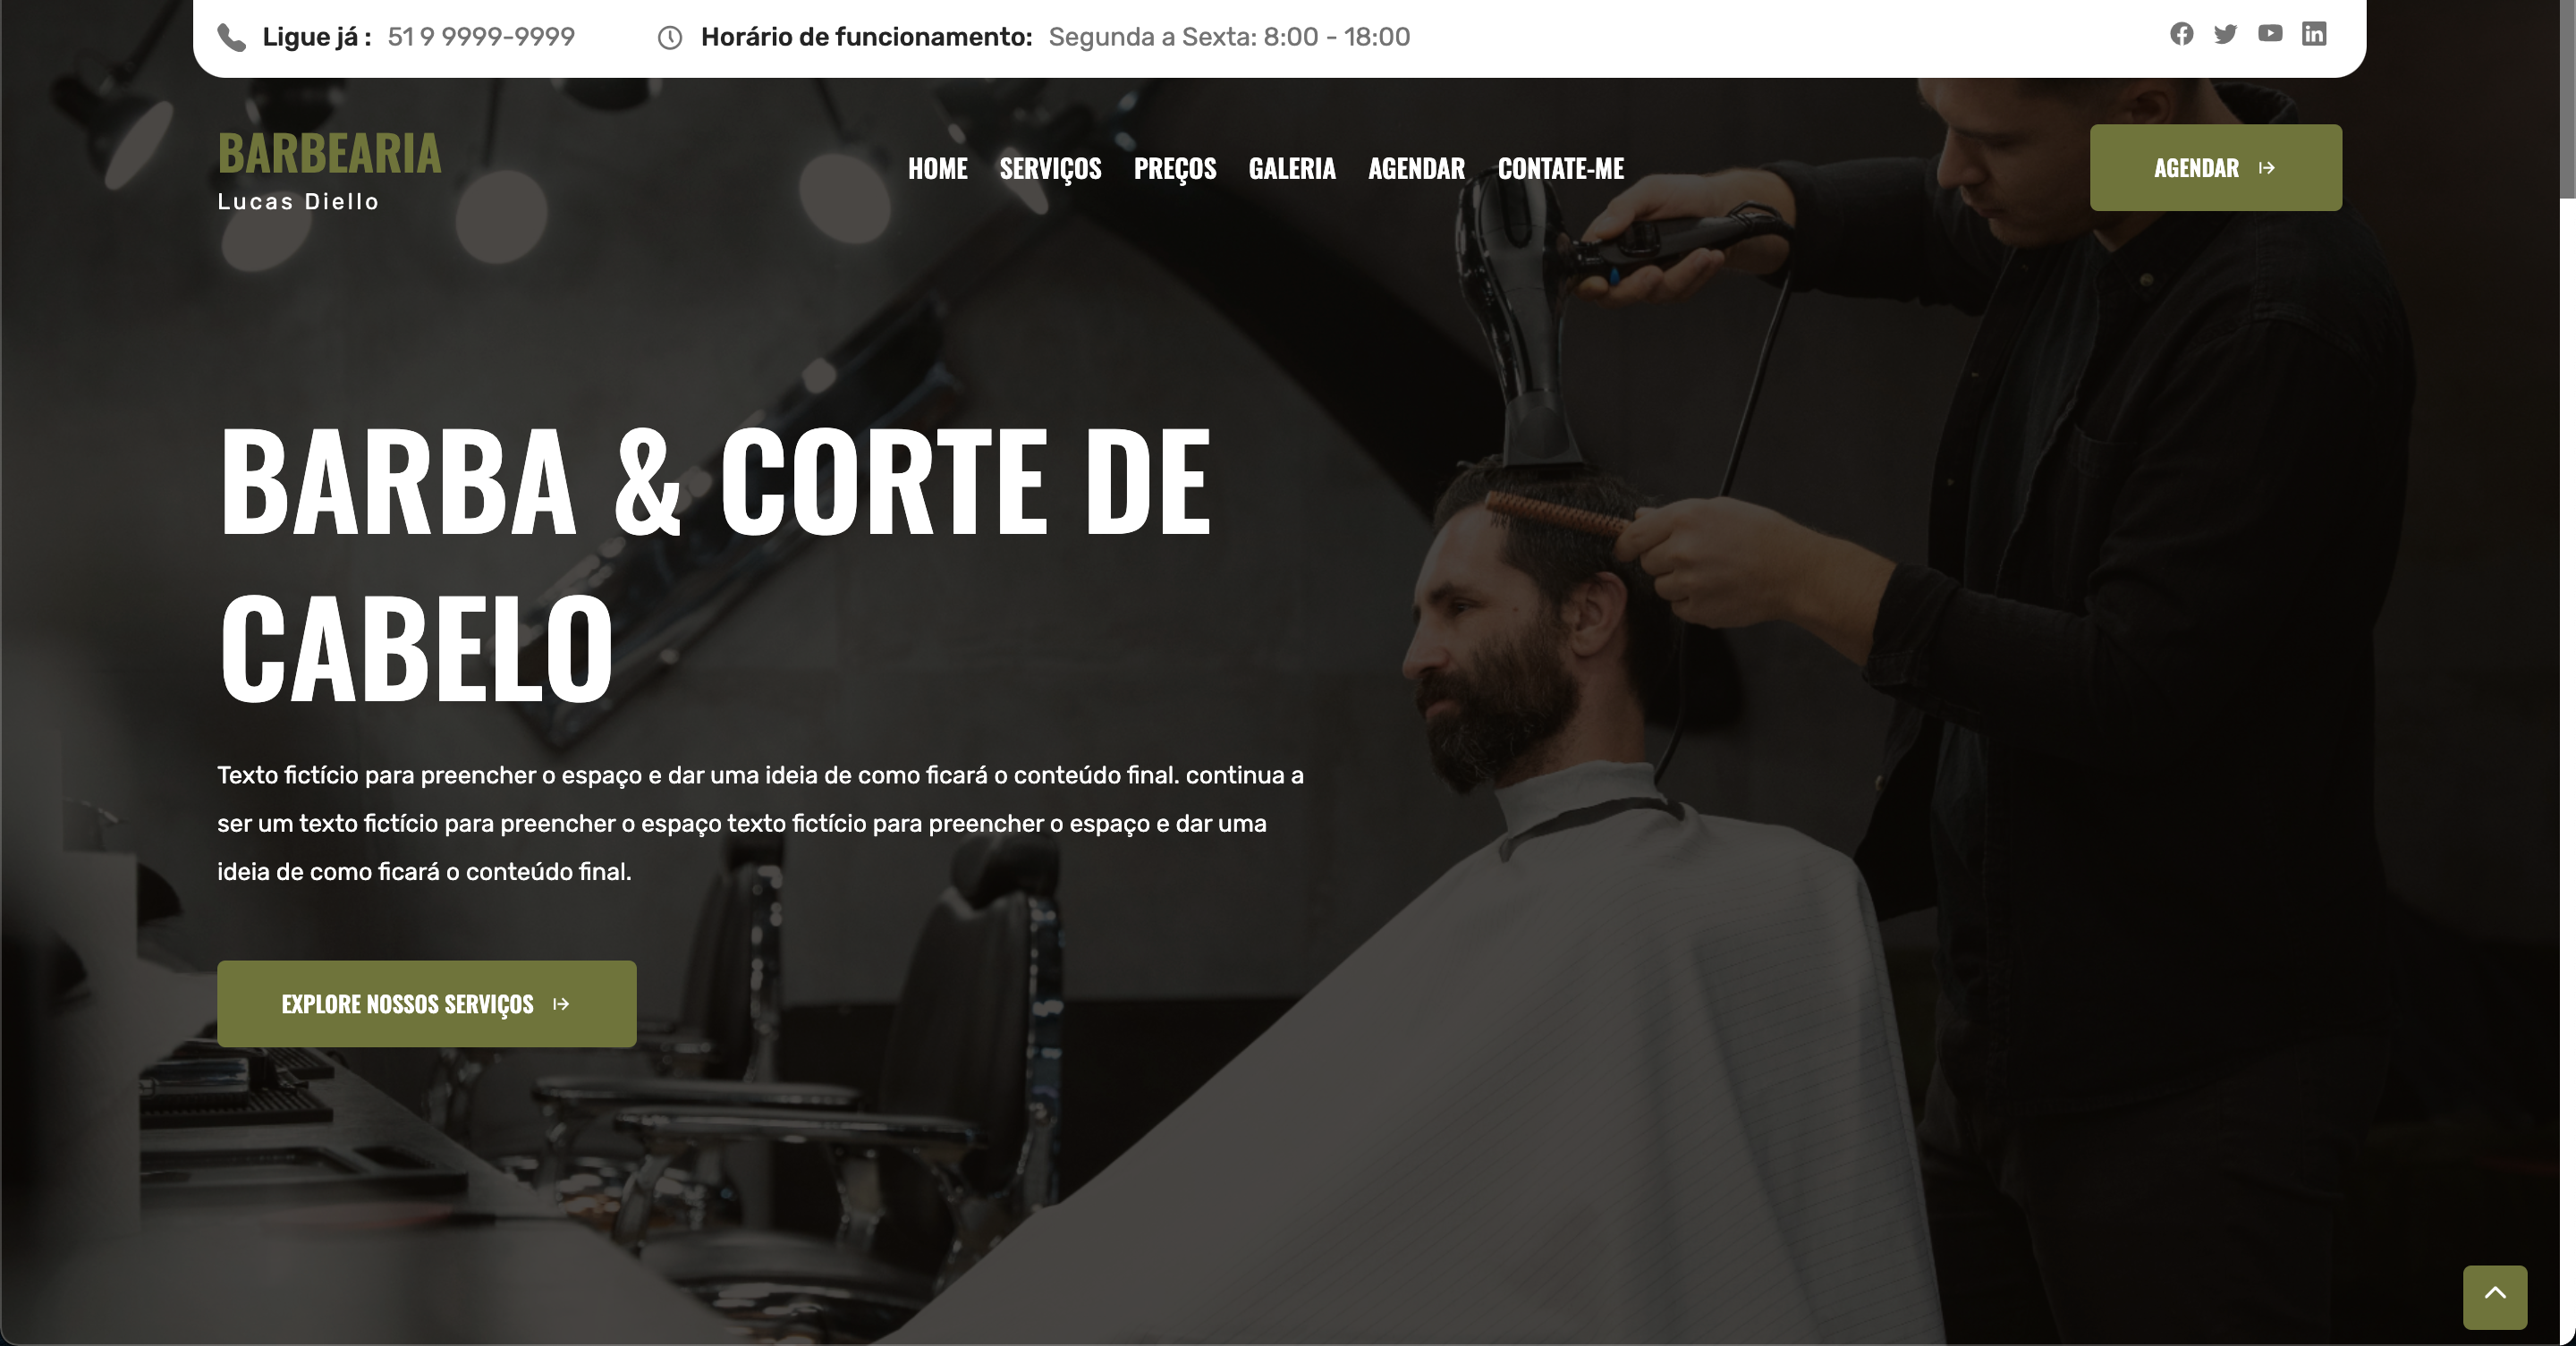 Ligue já : 51 9 9999-9999 Horário de funcionamento: Segunda a Sexta: 8:00 - 18:00
BARBEARIA
Lucas Diello
HOME SERVIÇOS PREÇOS GALERIA AGENDAR CONTATE-ME
AGENDAR
BARBA & CORTE DE
CABELO
Texto fictício para preencher o espaço e dar uma ideia de como ficará o conteúdo final. continua a
ser um texto fictício para preencher o espaço texto fictício para preencher o espaço e dar uma
ideia de como ficará o conteúdo final.
EXPLORE NOSSOS SERVIÇOS